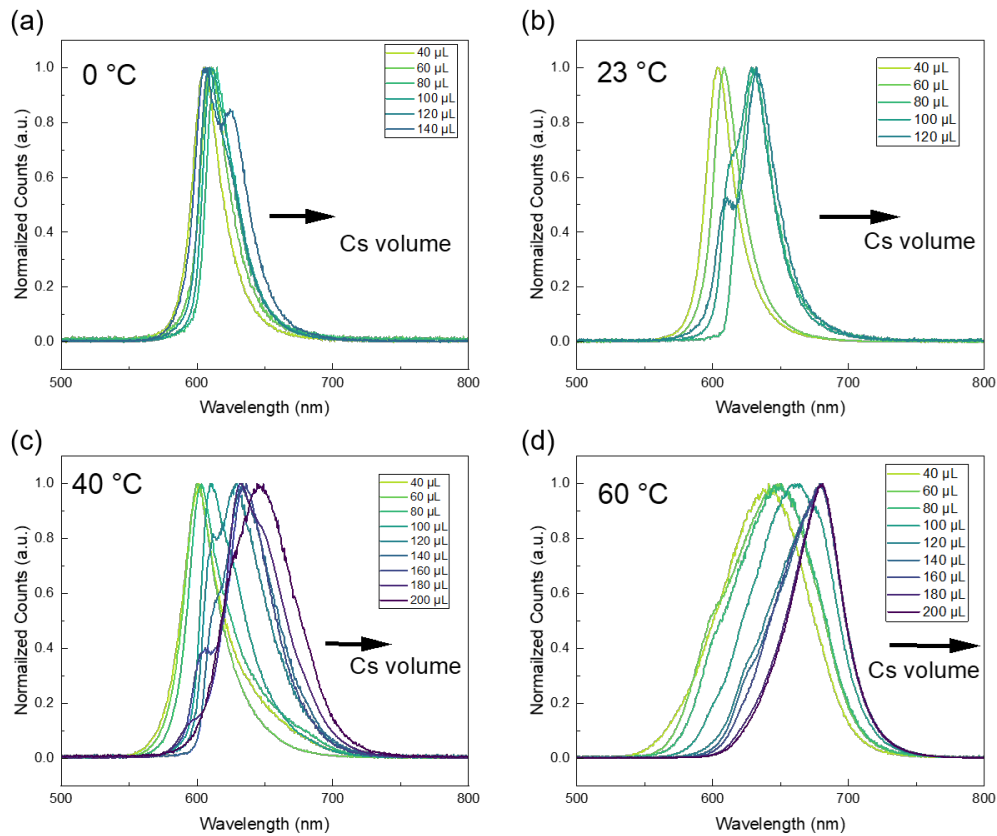 (a)
0 °C
40 µL
60 µL
80 µL
100 µL
120 µL
140 µL
Cs volume
1.0
0.8
0.6
0.4
0.2
0.0
500
600
700
800
Normailzed Counts (a.u.)
Wavelength (nm)
(b)
23 °C
40 µL
60 µL
80 µL
100 µL
120 µL
Cs volume
1.0
0.8
0.6
0.4
0.2
0.0
500
600
700
800
Normailzed Counts (a.u.)
Wavelength (nm)
(c)
40 °C
40 µL
60 µL
80 µL
100 µL
120 µL
140 µL
160 µL
180 µL
200 µL
Cs volume
1.0
0.8
0.6
0.4
0.2
0.0
500
600
700
800
Normailzed Counts (a.u.)
Wavelength (nm)
(d)
60 °C
40 µL
60 µL
80 µL
100 µL
120 µL
140 µL
160 µL
180 µL
200 µL
Cs volume
1.0
0.8
0.6
0.4
0.2
0.0
500
600
700
800
Normailzed Counts (a.u.)
Wavelength (nm)